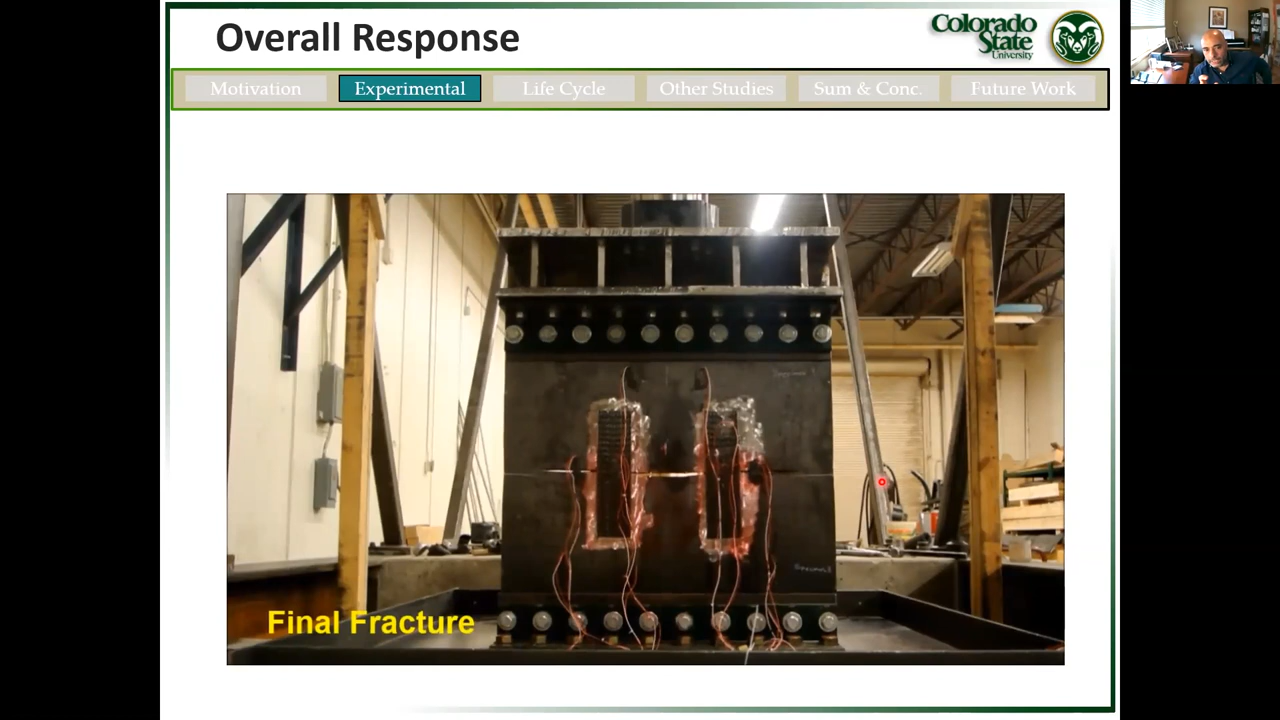 Overall Response
Colorado
State
University
Motivation
Experimental
Life Cycle
Other Studies
Sum & Conc.
Future Work
Final Fracture